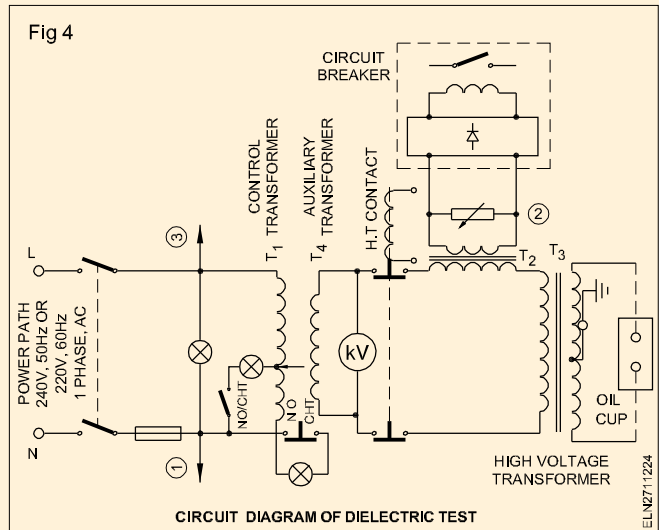 Fig 4
CIRCUIT
BREAKER
CONTROL
TRANSFORMER
AUXILIARY
TRANSFORMER
H.T CONTACT
3
2
L
T1
T4
T2
T3
POWER PATH
240V, 50Hz OR
220V, 60Hz
1 PHASE, AC
kV
NO/CHT
N O
CHT
OIL
CUP
N
1
HIGH VOLTAGE
TRANSFORMER
CIRCUIT DIAGRAM OF DIELECTRIC TEST
ELN2711224